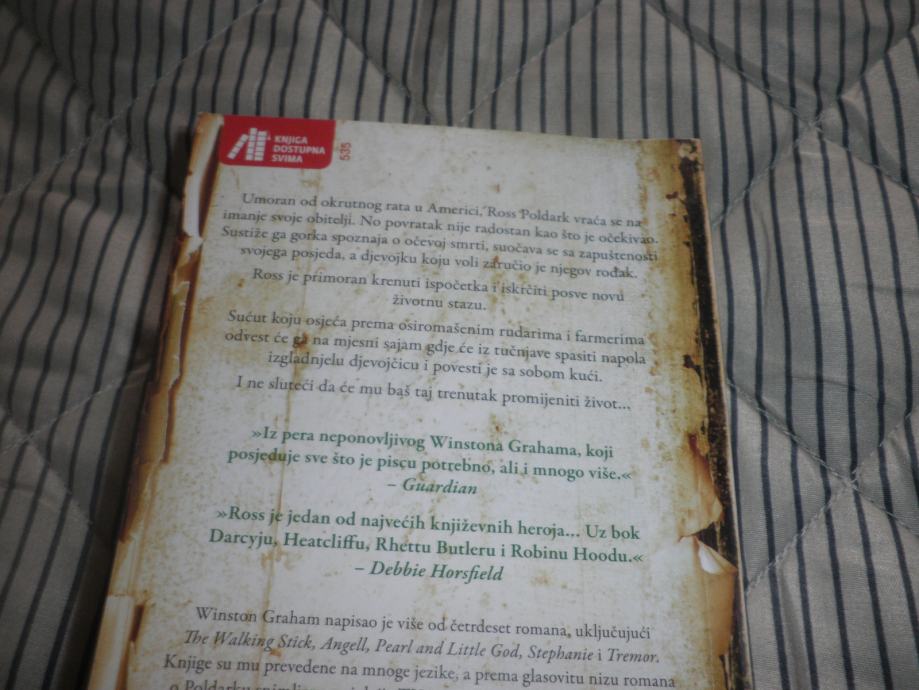 KNJIGA
DOSTUPNA
SVIMA
535
Umoran od okrutnog rata u Americi, Ross Poldark vraća se na
imanje svoje obitelji. No povratak nije radostan kao što je očekivao.
Sustiže ga gorka spoznaja o očevoj smrti, suočava se sa zapuštenosti
svojega posjeda, a djevojku koju voli zaručio je njegov rođak.
Ross je primoran krenuti ispočetka i iskrčiti posve novu
životnu stazu.
Sućut koju osjeća prema osiromašenim rudarima i farmerima
odvest će ga na mjesni sajam gdje će iz tučnjave spasiti napola
izgladnjelu djevojčicu i povesti je sa sobom kući.
I ne sluteći da će mu baš taj trenutak promijeniti život...
»Iz pera neponovljivog Winstona Grahama, koji
posjeduje sve što je piscu potrebno, ali i mnogo više.«
– Guardian
»Ross je jedan od najvećih književnih heroja... Uz bok
Darcyju, Heatcliffu, Rhettu Butleru i Robinu Hoodu.«
– Debbie Horsfield
Winston Graham napisao je više od četrdeset romana, uključujući
The Walking Stick, Angell, Pearl and Little God, Stephanie i Tremor.
Knjige su mu prevedene na mnoge jezike, a prema glasovitu nizu romana
o Poldarku